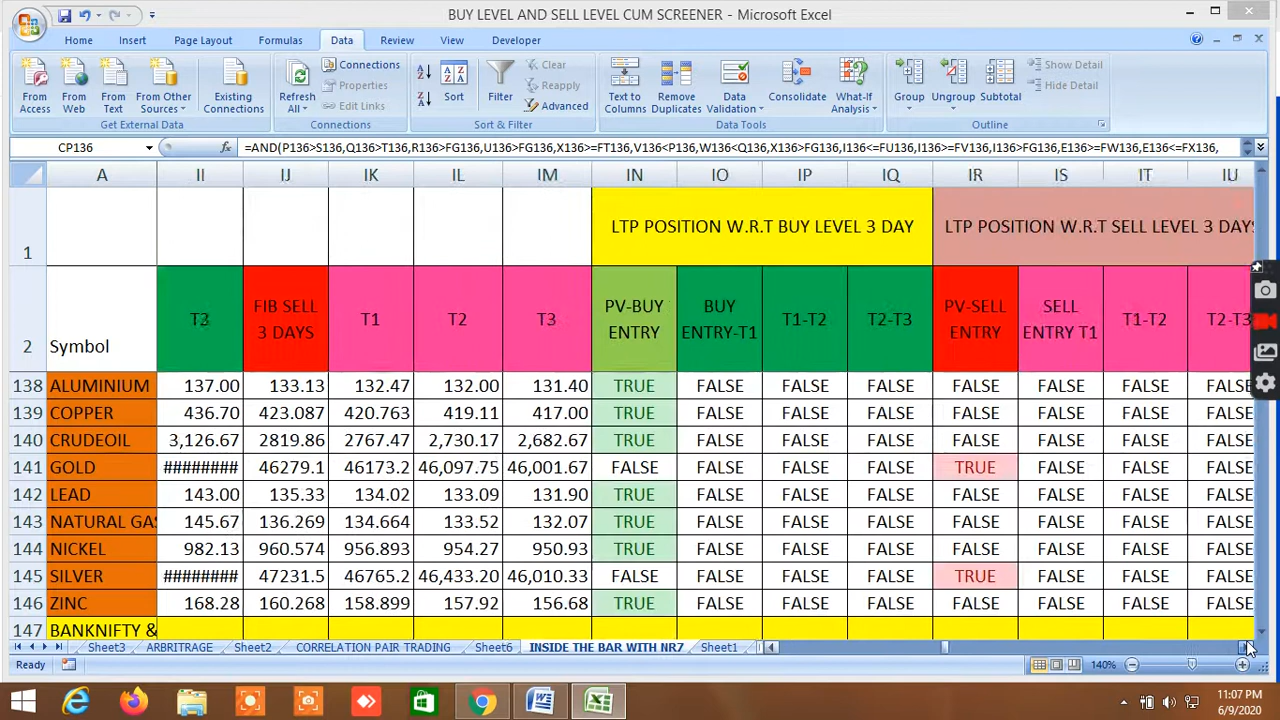 BUY LEVEL AND SELL LEVEL CUM SCREENER - Microsoft Excel
Home Insert Page Layout Formulas Data Review View Developer
From Access
From Web
From Text
From Other Sources
Existing Connections
Get External Data
Refresh All
Connections
Properties
Edit Links
Connections
Sort
Filter
Clear
Reapply
Advanced
Sort & Filter
Text to Columns
Remove Duplicates
Data Validation
Consolidate
What-If Analysis
Data Tools
Group
Ungroup
Subtotal
Show Detail
Hide Detail
Outline
CP136 fx =AND(P136>S136,Q136>T136,R136>FG136,U136>FG136,X136>=FT136,V136<P136,W136<Q136,X136>FG136,I136<=FU136,I136>=FV136,I136>FG136,E136>=FW136,E136<=FX136,
A II IJ IK IL IM IN IO IP IQ IR IS IT IU
1 LTP POSITION W.R.T BUY LEVEL 3 DAY LTP POSITION W.R.T SELL LEVEL 3 DAYS
2 Symbol T2 FIB SELL 3 DAYS T1 T2 T3 PV-BUY ENTRY BUY ENTRY-T1 T1-T2 T2-T3 PV-SELL ENTRY SELL ENTRY T1 T1-T2 T2-T3
138 ALUMINIUM 137.00 133.13 132.47 132.00 131.40 TRUE FALSE FALSE FALSE FALSE FALSE FALSE FALSE
139 COPPER 436.70 423.087 420.763 419.11 417.00 TRUE FALSE FALSE FALSE FALSE FALSE FALSE FALSE
140 CRUDEOIL 3,126.67 2819.86 2767.47 2,730.17 2,682.67 TRUE FALSE FALSE FALSE FALSE FALSE FALSE FALSE
141 GOLD ######## 46279.1 46173.2 46,097.75 46,001.67 FALSE FALSE FALSE FALSE TRUE FALSE FALSE FALSE
142 LEAD 143.00 135.33 134.02 133.09 131.90 TRUE FALSE FALSE FALSE FALSE FALSE FALSE FALSE
143 NATURAL GAS 145.67 136.269 134.664 133.52 132.07 TRUE FALSE FALSE FALSE FALSE FALSE FALSE FALSE
144 NICKEL 982.13 960.574 956.893 954.27 950.93 TRUE FALSE FALSE FALSE FALSE FALSE FALSE FALSE
145 SILVER ######## 47231.5 46765.2 46,433.20 46,010.33 FALSE FALSE FALSE FALSE TRUE FALSE FALSE FALSE
146 ZINC 168.28 160.268 158.899 157.92 156.68 TRUE FALSE FALSE FALSE FALSE FALSE FALSE FALSE
147 BANKNIFTY &
Sheet3 ARBITRAGE Sheet2 CORRELATION PAIR TRADING Sheet6 INSIDE THE BAR WITH NR7 Sheet1
Ready 140%
11:07 PM
6/9/2020